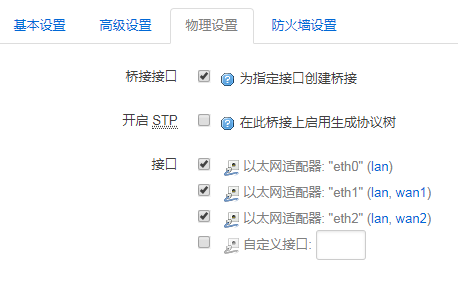 基本设置 高级设置 物理设置 防火墙设置
桥接接口 为指定接口创建桥接
开启 STP 在此桥接上启用生成协议树
接口 以太网适配器: "eth0" (lan)
以太网适配器: "eth1" (lan, wan1)
以太网适配器: "eth2" (lan, wan2)
自定义接口: